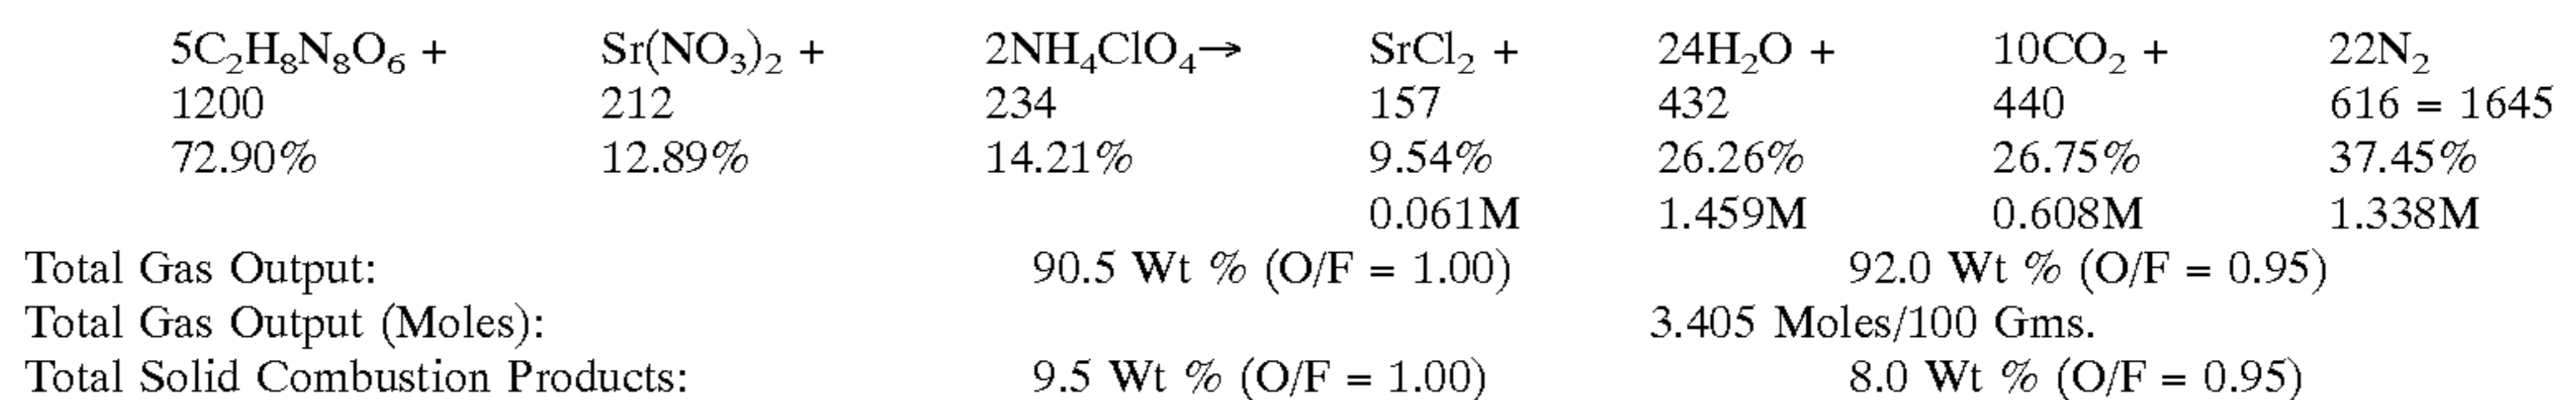 5C₂H₈N₈O₆ + Sr(NO₃)₂ + 2NH₄ClO₄→ SrCl₂ + 24H₂O + 10CO₂ + 22N₂
1200 212 234 157 432 440 616 = 1645
72.90% 12.89% 14.21% 9.54% 26.26% 26.75% 37.45%
0.061M 1.459M 0.608M 1.338M
Total Gas Output: 90.5 Wt % (O/F = 1.00) 92.0 Wt % (O/F = 0.95)
Total Gas Output (Moles): 3.405 Moles/100 Gms.
Total Solid Combustion Products: 9.5 Wt % (O/F = 1.00) 8.0 Wt % (O/F = 0.95)